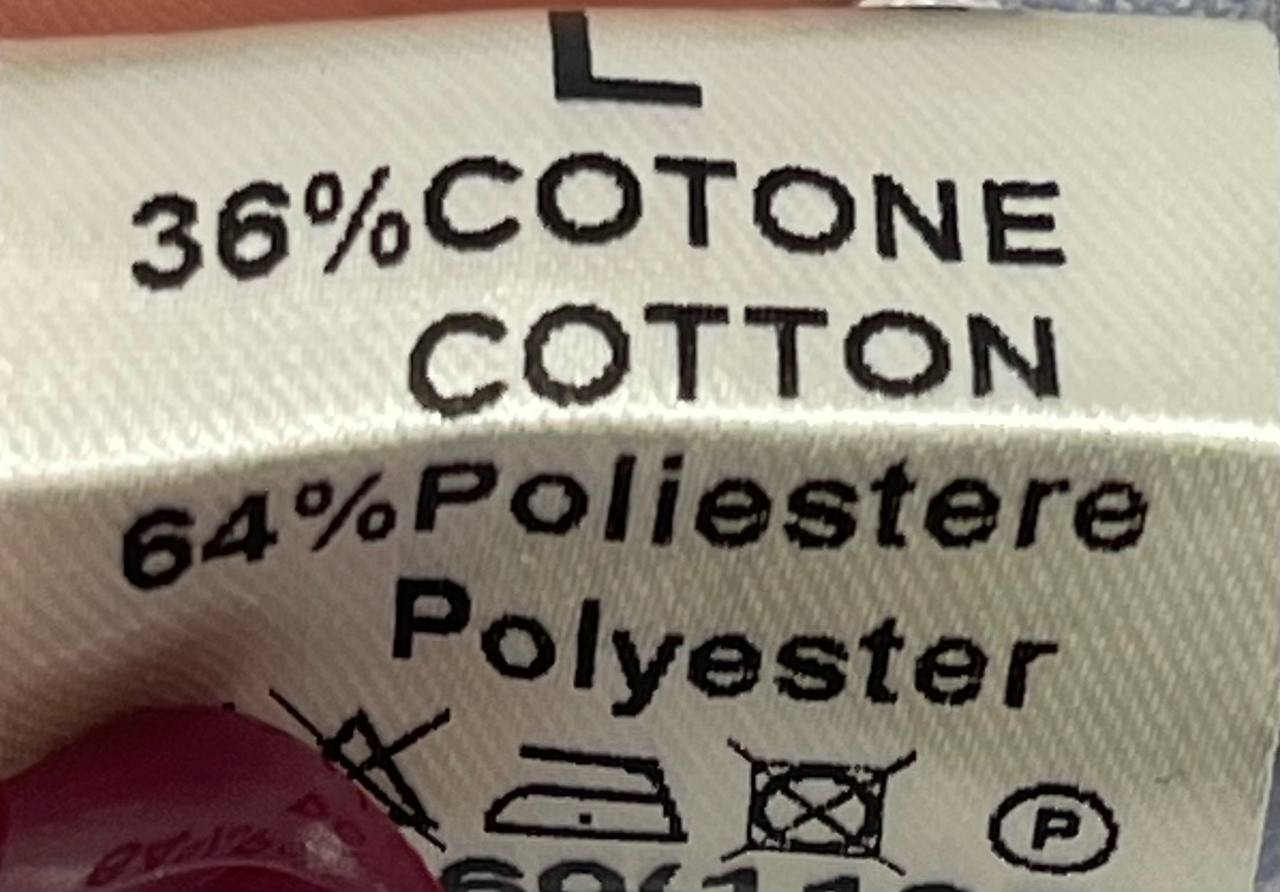 L
36%COTONE
COTTON
64%Poliestere
Polyester
P